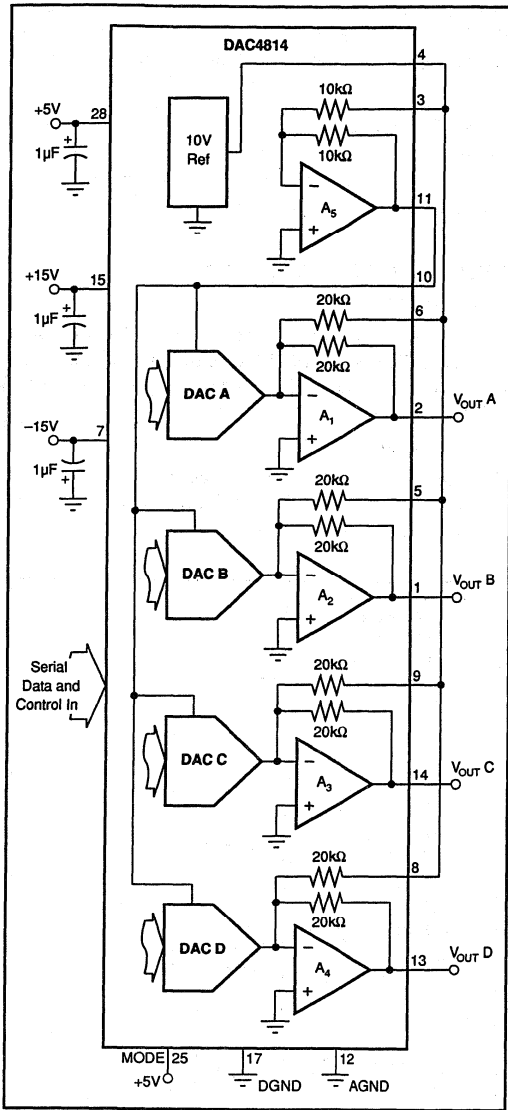 DAC4814
4
+5V
28
+
1µF
10V
Ref
10kΩ
3
10kΩ
−
A5
+
11
+15V
15
+
1µF
10
20kΩ
6
20kΩ
DAC A
−
A1
+
2
VOUT A
−15V
7
1µF
+
20kΩ
5
20kΩ
DAC B
−
A2
+
1
VOUT B
Serial
Data and
Control In
20kΩ
9
20kΩ
DAC C
−
A3
+
14
VOUT C
20kΩ
8
20kΩ
DAC D
−
A4
+
13
VOUT D
MODE 25
+5V
17
DGND
12
AGND